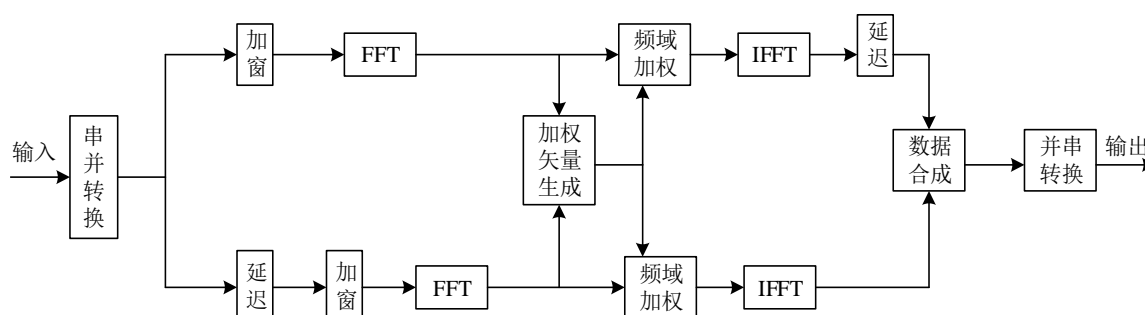 输入
串
并
转
换
加
窗
FFT
频域
加权
IFFT
延
迟
加权
矢量
生成
数据
合成
并串
转换
输出
延
迟
加
窗
FFT
频域
加权
IFFT